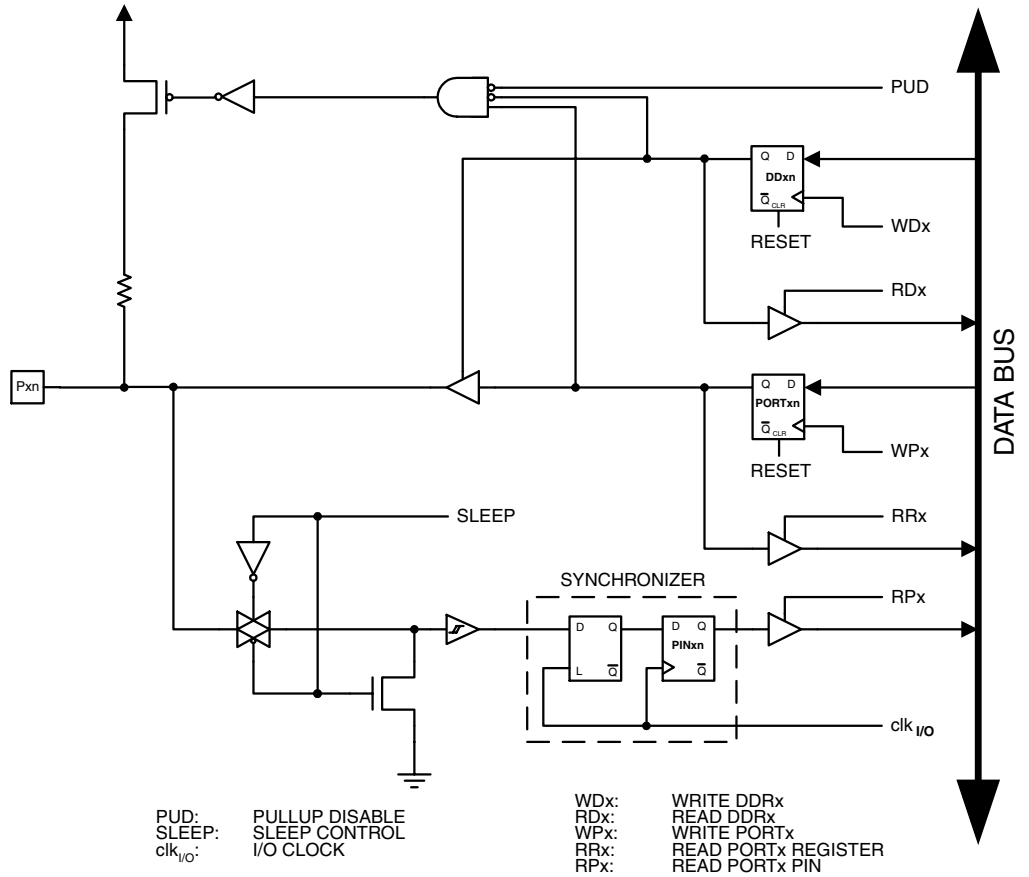 PUD
Q D
DDxn
Q CLR
WDx
RESET
RDx
DATA BUS
Pxn
Q D
PORTxn
Q CLR
WPx
RESET
SLEEP
RRx
SYNCHRONIZER
RPx
D Q
L Q
D Q
PINxn
Q
clk I/O
PUD: PULLUP DISABLE
SLEEP: SLEEP CONTROL
clkI/O: I/O CLOCK
WDx: WRITE DDRx
RDx: READ DDRx
WPx: WRITE PORTx
RRx: READ PORTx REGISTER
RPx: READ PORTx PIN